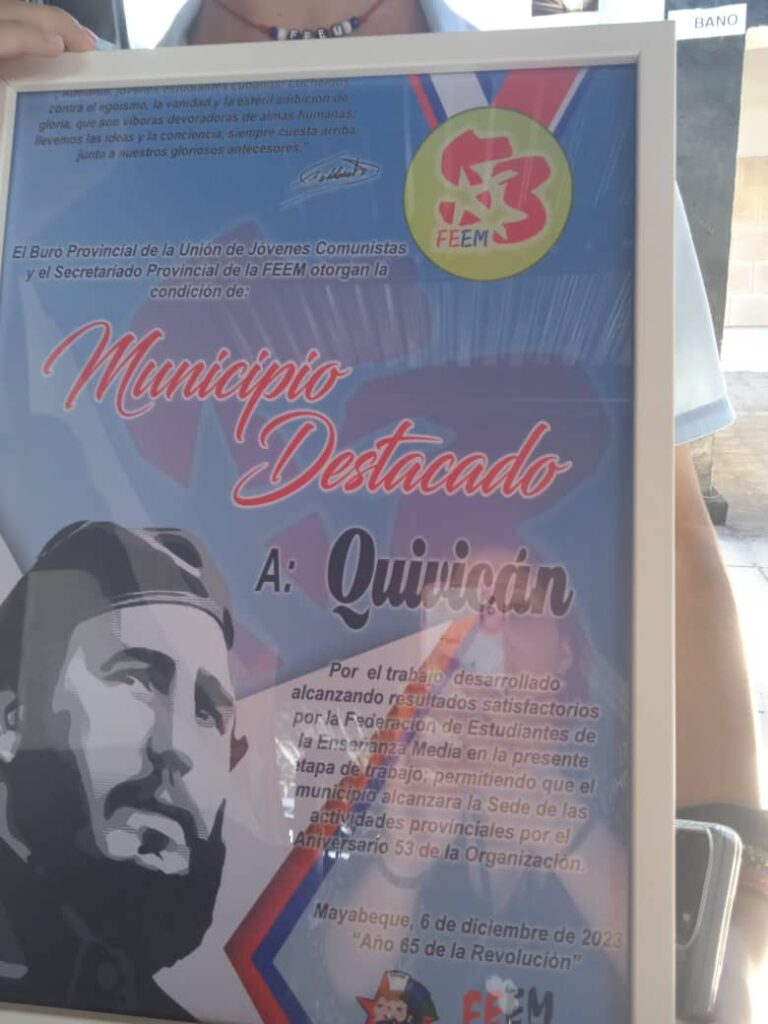 FEEU
BAÑO
"Adelante, jóvenes estudiantes cubanos! Luchemos
contra el egoísmo, la vanidad y la estéril ambición de
gloria, que son víboras devoradoras de almas humanas;
llevemos las ideas y la conciencia, siempre cuesta arriba,
junto a nuestros gloriosos antecesores."
53
FEEM
El Buró Provincial de la Unión de Jóvenes Comunistas
y el Secretariado Provincial de la FEEM otorgan la
condición de:
Municipio
Destacado
A: Quivicán
Por el trabajo desarrollado
alcanzando resultados satisfactorios
por la Federación de Estudiantes de
la Enseñanza Media en la presente
etapa de trabajo; permitiendo que el
municipio alcanzara la Sede de las
actividades provinciales por el
Aniversario 53 de la Organización.
Mayabeque, 6 de diciembre de 2023
"Año 65 de la Revolución"
FEEM